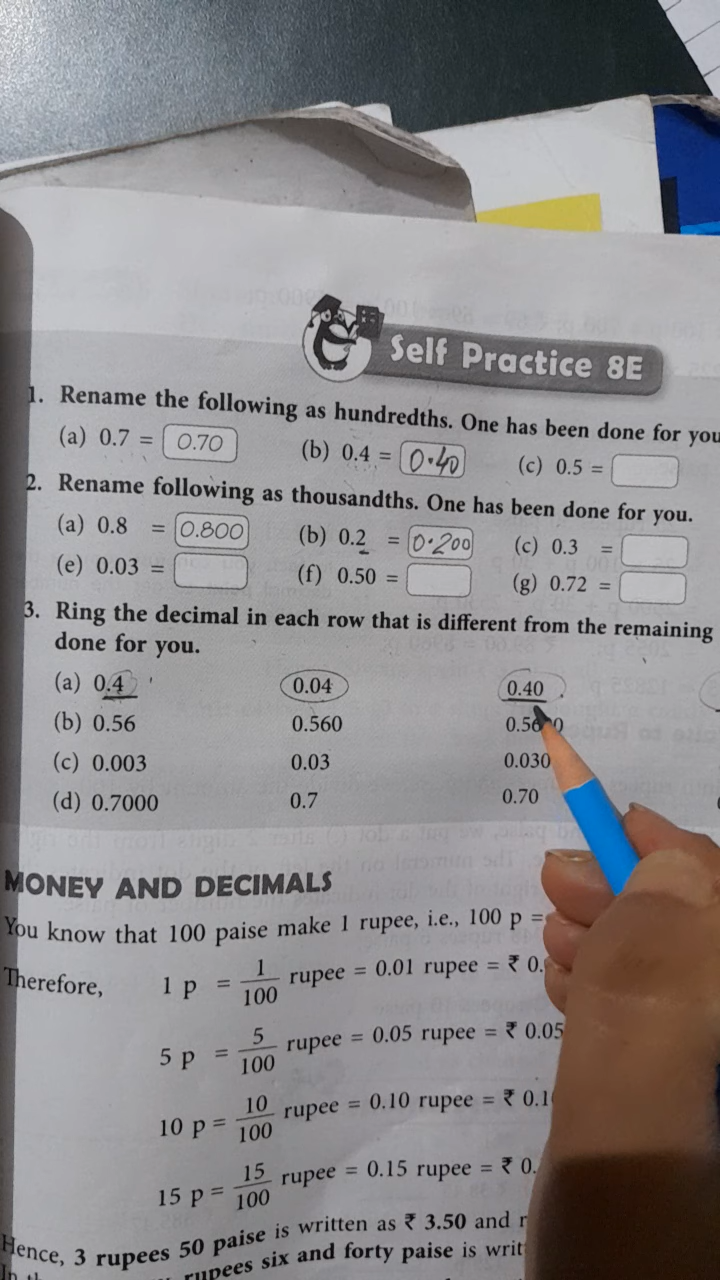 Self Practice 8E
1. Rename the following as hundredths. One has been done for you
(a) 0.7 = 0.70 (b) 0.4 = 0.40 (c) 0.5 =
2. Rename following as thousandths. One has been done for you.
(a) 0.8 = 0.800 (b) 0.2 = 0.200 (c) 0.3 =
(e) 0.03 = (f) 0.50 = (g) 0.72 =
3. Ring the decimal in each row that is different from the remaining
done for you.
(a) 0.4 0.04 0.40
(b) 0.56 0.560
(c) 0.003 0.03 0.030
(d) 0.7000 0.7 0.70
MONEY AND DECIMALS
You know that 100 paise make 1 rupee, i.e., 100 p =
Therefore, 1 p = 1/100 rupee = 0.01 rupee = ₹ 0.
5 p = 5/100 rupee = 0.05 rupee = ₹ 0.05
10 p = 10/100 rupee = 0.10 rupee = ₹ 0.1
15 p = 15/100 rupee = 0.15 rupee = ₹ 0.
Hence, 3 rupees 50 paise is written as ₹ 3.50 and
rupees six and forty paise is writ